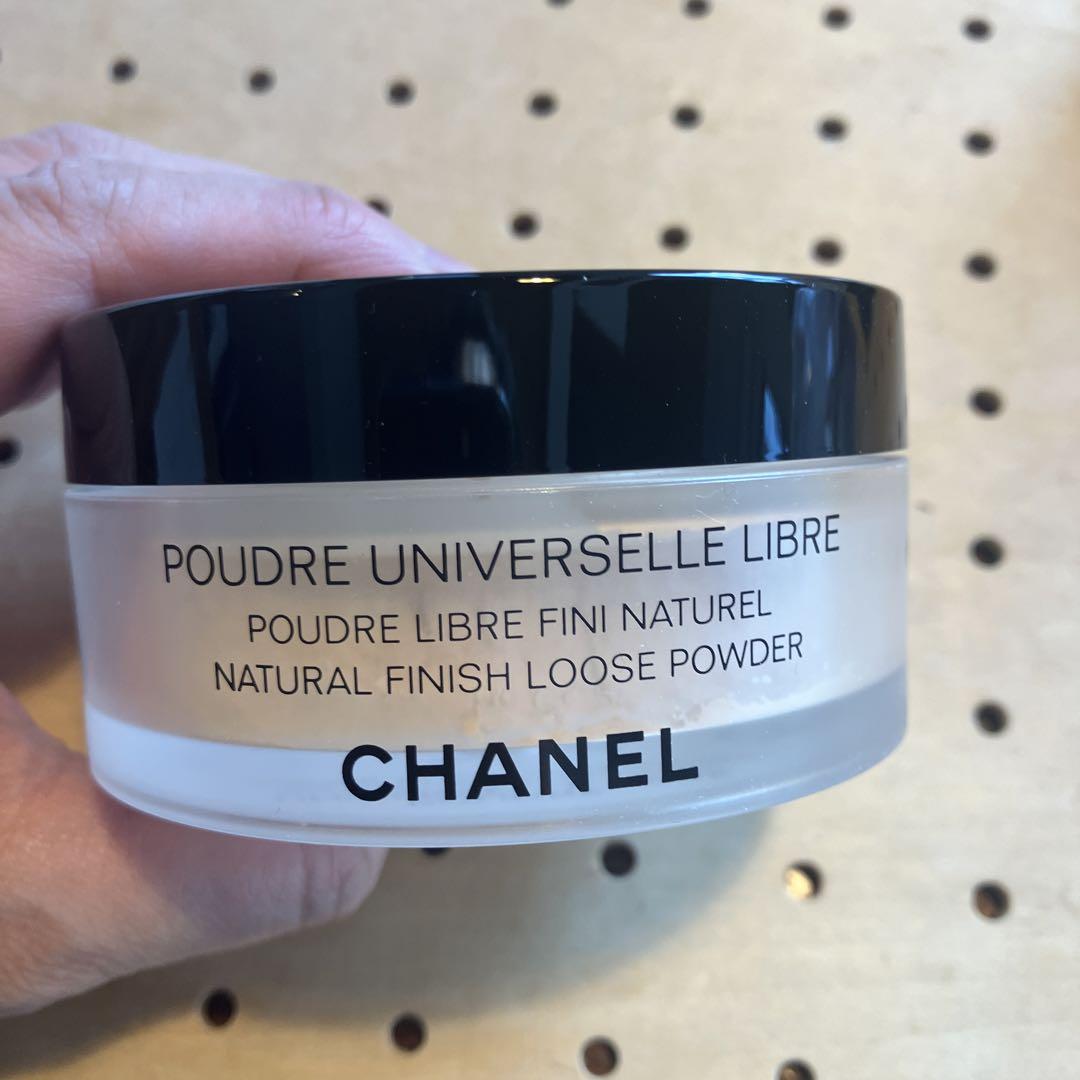 POUDRE UNIVERSELLE LIBRE
POUDRE LIBRE FINI NATUREL
NATURAL FINISH LOOSE POWDER
CHANEL